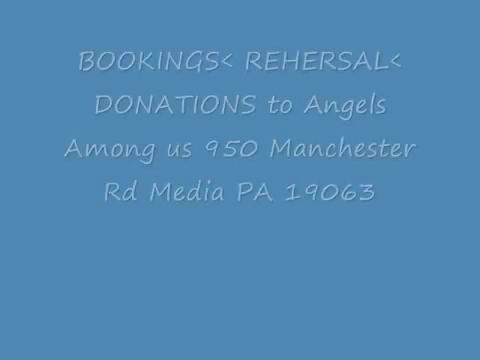 BOOKINGS< REHERSAL<
DONATIONS to Angels
Among us 950 Manchester
Rd Media PA 19063